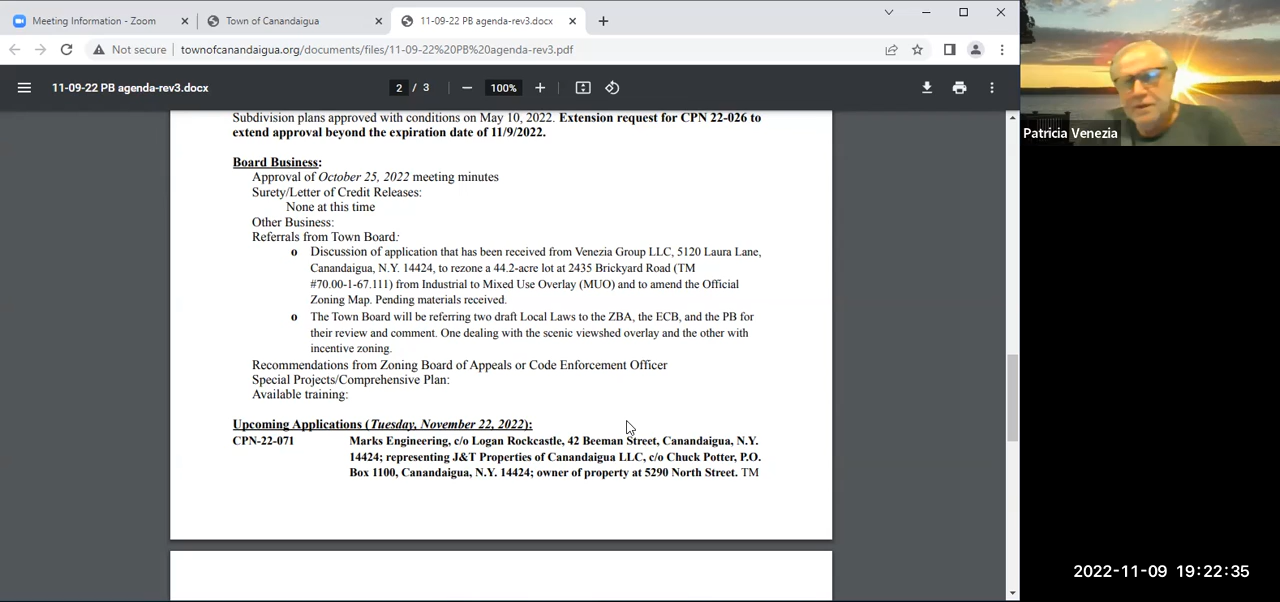 Meeting Information - Zoom
Town of Canandaigua
11-09-22 PB agenda-rev3.docx
Not secure
townofcanandaigua.org/documents/files/11-09-22%20PB%20agenda-rev3.pdf
11-09-22 PB agenda-rev3.docx
2 / 3
100%
Subdivision plans approved with conditions on May 10, 2022. Extension request for CPN 22-026 to
extend approval beyond the expiration date of 11/9/2022.
Board Business:
Approval of October 25, 2022 meeting minutes
Surety/Letter of Credit Releases:
None at this time
Other Business:
Referrals from Town Board:
o Discussion of application that has been received from Venezia Group LLC, 5120 Laura Lane,
Canandaigua, N.Y. 14424, to rezone a 44.2-acre lot at 2435 Brickyard Road (TM
#70.00-1-67.111) from Industrial to Mixed Use Overlay (MUO) and to amend the Official
Zoning Map. Pending materials received.
o The Town Board will be referring two draft Local Laws to the ZBA, the ECB, and the PB for
their review and comment. One dealing with the scenic viewshed overlay and the other with
incentive zoning.
Recommendations from Zoning Board of Appeals or Code Enforcement Officer
Special Projects/Comprehensive Plan:
Available training:
Upcoming Applications (Tuesday, November 22, 2022):
CPN-22-071 Marks Engineering, c/o Logan Rockcastle, 42 Beeman Street, Canandaigua, N.Y.
14424; representing J&T Properties of Canandaigua LLC, c/o Chuck Potter, P.O.
Box 1100, Canandaigua, N.Y. 14424; owner of property at 5290 North Street. TM
Patricia Venezia
2022-11-09 19:22:35